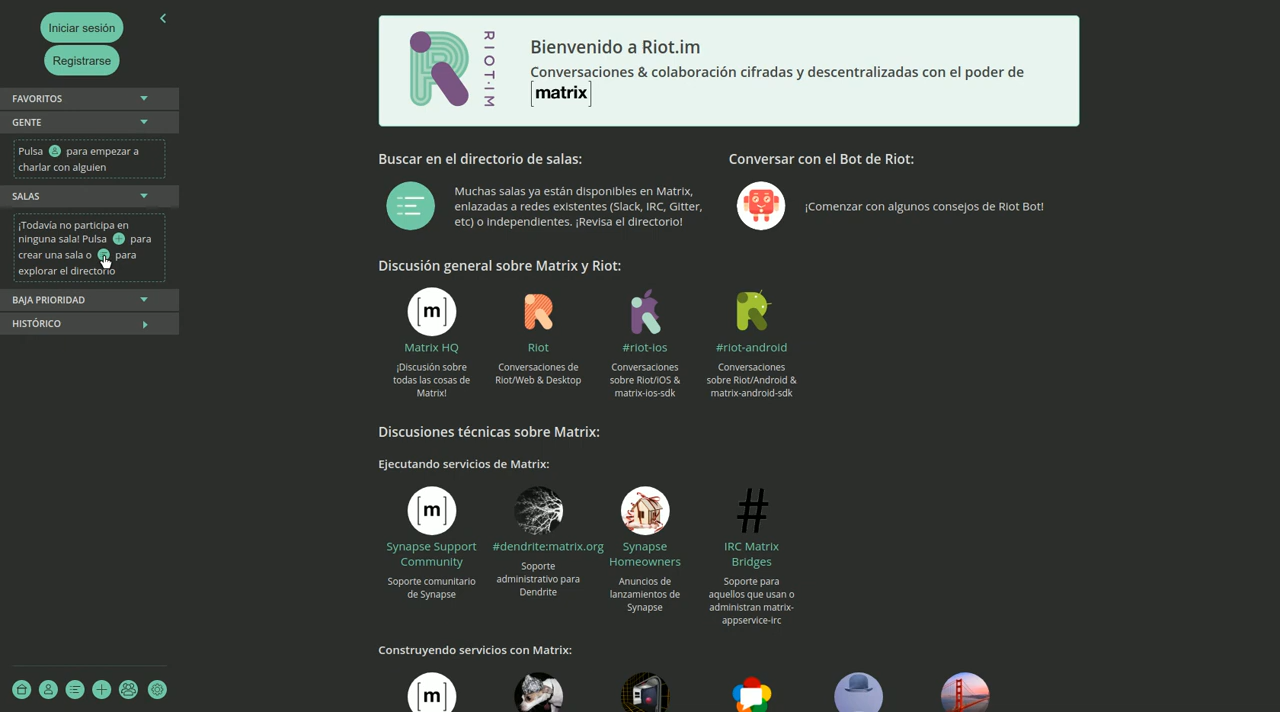 Iniciar sesión
Registrarse
FAVORITOS
GENTE
Pulsa para empezar a
charlar con alguien
SALAS
¡Todavía no participa en
ninguna sala! Pulsa para
crear una sala o para
explorar el directorio
BAJA PRIORIDAD
HISTÓRICO
RIOT·IM
Bienvenido a Riot.im
Conversaciones & colaboración cifradas y descentralizadas con el poder de
[matrix]
Buscar en el directorio de salas:
Muchas salas ya están disponibles en Matrix,
enlazadas a redes existentes (Slack, IRC, Gitter,
etc) o independientes. ¡Revisa el directorio!
Conversar con el Bot de Riot:
¡Comenzar con algunos consejos de Riot Bot!
Discusión general sobre Matrix y Riot:
[m]
Matrix HQ
¡Discusión sobre
todas las cosas de
Matrix!
Riot
Conversaciones de
Riot/Web & Desktop
#riot-ios
Conversaciones
sobre Riot/iOS &
matrix-ios-sdk
#riot-android
Conversaciones
sobre Riot/Android &
matrix-android-sdk
Discusiones técnicas sobre Matrix:
Ejecutando servicios de Matrix:
[m]
Synapse Support
Community
Soporte comunitario
de Synapse
#dendrite:matrix.org
Soporte
administrativo para
Dendrite
Synapse
Homeowners
Anuncios de
lanzamientos de
Synapse
#
IRC Matrix
Bridges
Soporte para
aquellos que usan o
administran matrix-
appservice-irc
Construyendo servicios con Matrix:
[m]